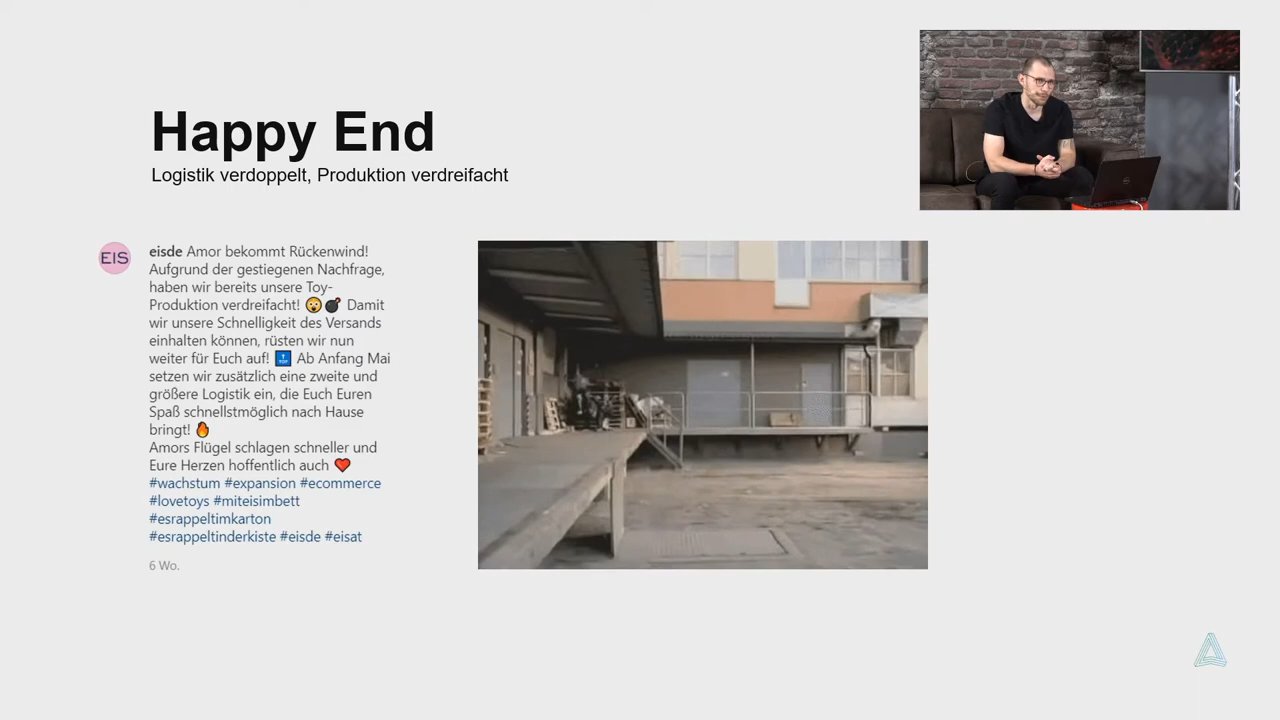 Happy End
Logistik verdoppelt, Produktion verdreifacht
EIS
eisde Amor bekommt Rückenwind!
Aufgrund der gestiegenen Nachfrage,
haben wir bereits unsere Toy-
Produktion verdreifacht! 😲💣 Damit
wir unsere Schnelligkeit des Versands
einhalten können, rüsten wir nun
weiter für Euch auf! 🔝 Ab Anfang Mai
setzen wir zusätzlich eine zweite und
größere Logistik ein, die Euch Euren
Spaß schnellstmöglich nach Hause
bringt! 🔥
Amors Flügel schlagen schneller und
Eure Herzen hoffentlich auch ❤️
#wachstum #expansion #ecommerce
#lovetoys #miteisimbett
#esrappeltimkarton
#esrappeltinderkiste #eisde #eisat
6 Wo.